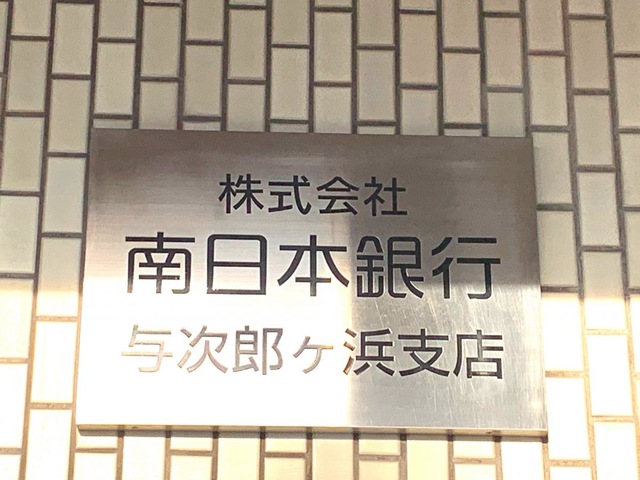 株式会社
南日本銀行
与次郎ヶ浜支店